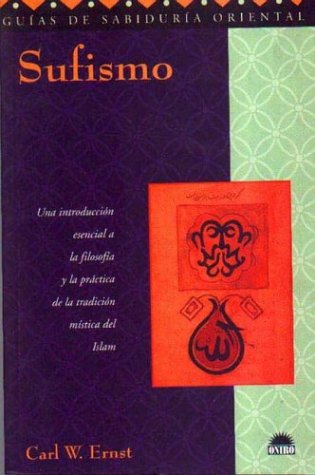 GUÍAS DE SABIDURÍA ORIENTAL
Sufismo
Una introducción
esencial a
la filosofía
y la práctica
de la tradición
mística del
Islam
Carl W. Ernst
ONIRO